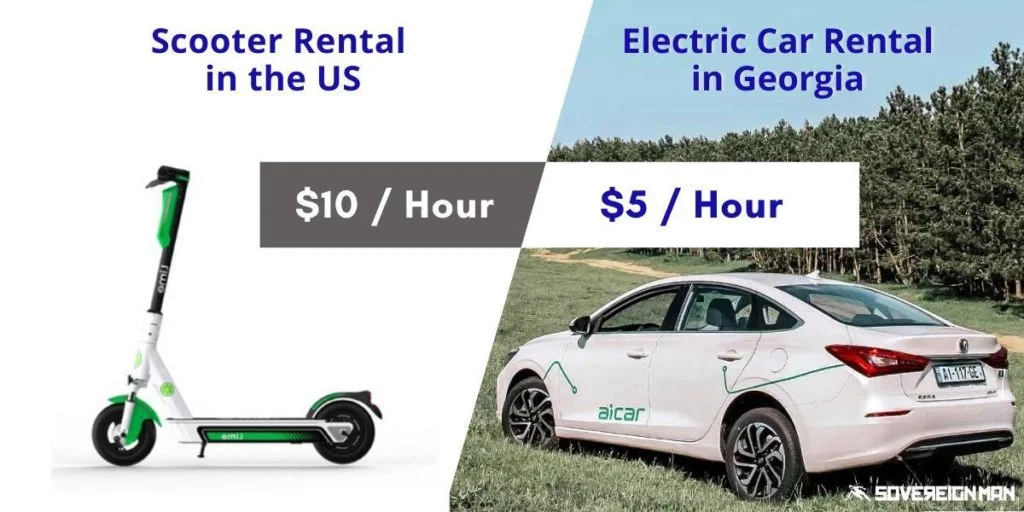 Scooter Rental
in the US
Electric Car Rental
in Georgia
$10 / Hour
$5 / Hour
Lime
Lime
aicar
AI-117-GE
SOVEREIGN MAN